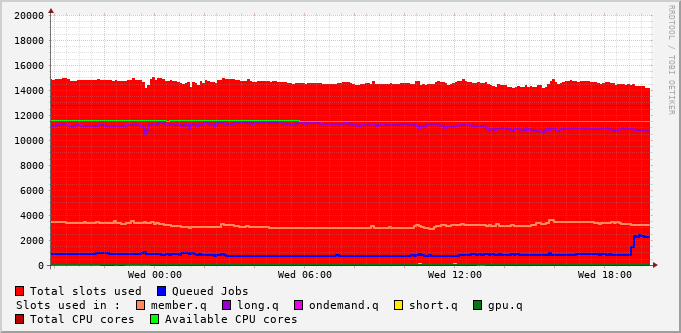 RRDTOOL / TOBI OETIKER
20000
18000
16000
14000
12000
10000
8000
6000
4000
2000
0
Wed 00:00 Wed 06:00 Wed 12:00 Wed 18:00
Total slots used Queued Jobs
Slots used in : member.q long.q ondemand.q short.q gpu.q
Total CPU cores Available CPU cores